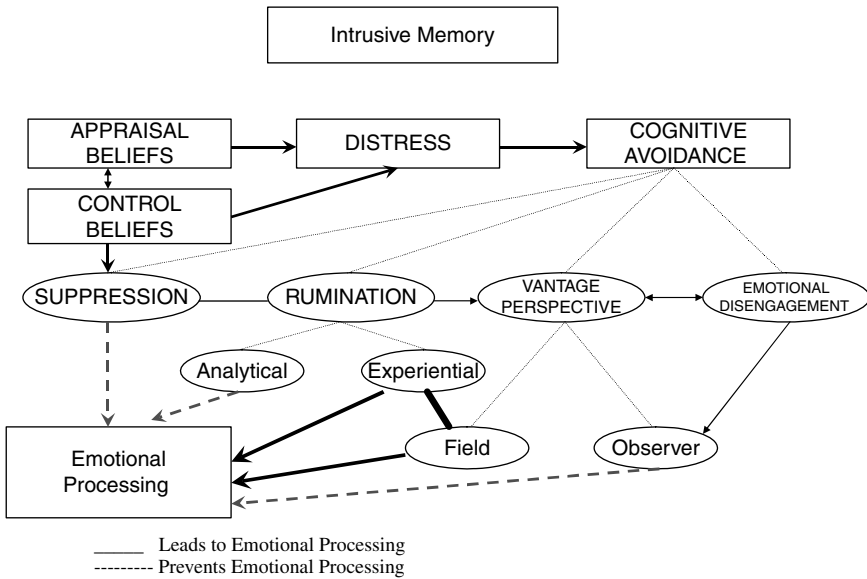 Intrusive Memory
APPRAISAL
BELIEFS
DISTRESS
COGNITIVE
AVOIDANCE
CONTROL
BELIEFS
SUPPRESSION
RUMINATION
VANTAGE
PERSPECTIVE
EMOTIONAL
DISENGAGEMENT
Analytical
Experiential
Emotional
Processing
Field
Observer
Leads to Emotional Processing
Prevents Emotional Processing